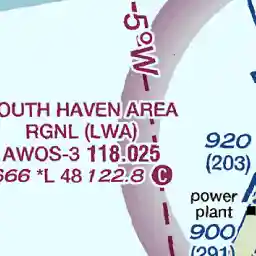 5°W
OUTH HAVEN AREA
RGNL (LWA)
AWOS-3 118.025
666 *L 48 122.8 C
920
(203)
power
plant
900
(291)